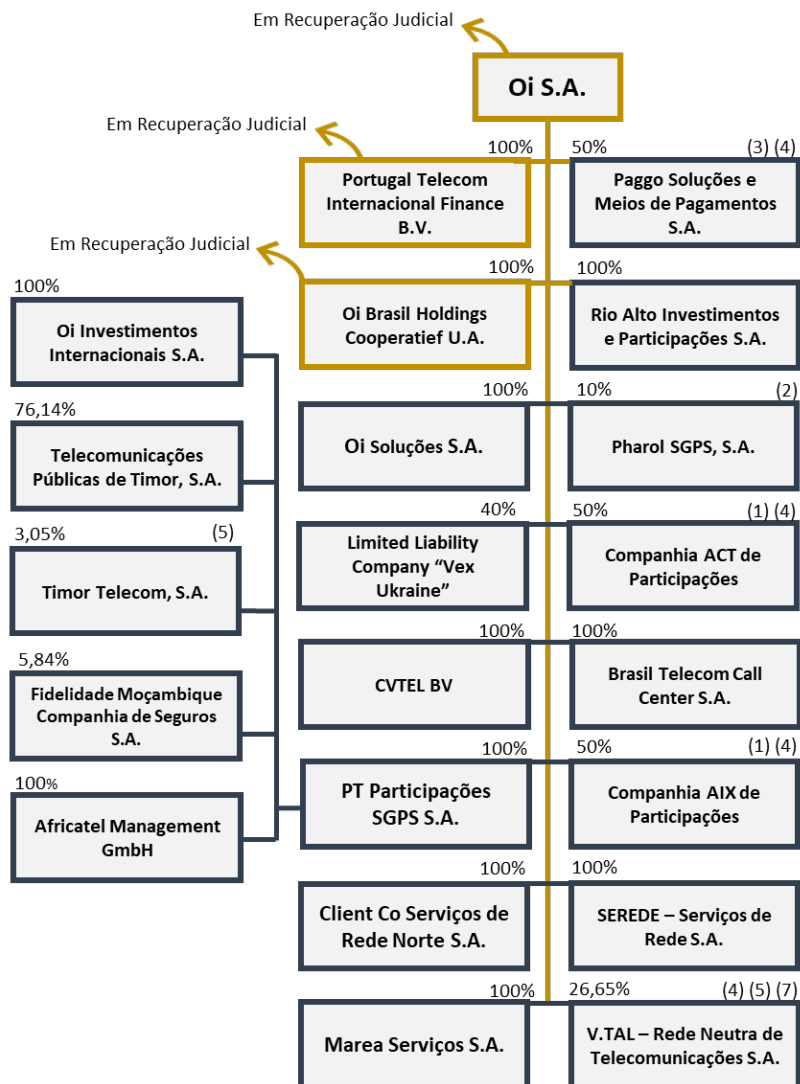 Em Recuperação Judicial
Oi S.A.
Em Recuperação Judicial
100%
Portugal Telecom
Internacional Finance
B.V.
50%
(3) (4)
Paggo Soluções e
Meios de Pagamentos
S.A.
Em Recuperação Judicial
100%
Oi Brasil Holdings
Cooperatief U.A.
100%
Rio Alto Investimentos
e Participações S.A.
100%
Oi Investimentos
Internacionais S.A.
76,14%
Telecomunicações
Públicas de Timor, S.A.
3,05%
(5)
Timor Telecom, S.A.
5,84%
Fidelidade Moçambique
Companhia de Seguros
S.A.
100%
Africatel Management
GmbH
100%
Oi Soluções S.A.
10%
(2)
Pharol SGPS, S.A.
40%
Limited Liability
Company “Vex
Ukraine”
50%
(1) (4)
Companhia ACT de
Participações
100%
CVTEL BV
100%
Brasil Telecom Call
Center S.A.
100%
PT Participações
SGPS S.A.
50%
(1) (4)
Companhia AIX de
Participações
100%
Client Co Serviços de
Rede Norte S.A.
100%
SEREDE – Serviços de
Rede S.A.
100%
Marea Serviços S.A.
26,65%
(4) (5) (7)
V.TAL – Rede Neutra de
Telecomunicações S.A.